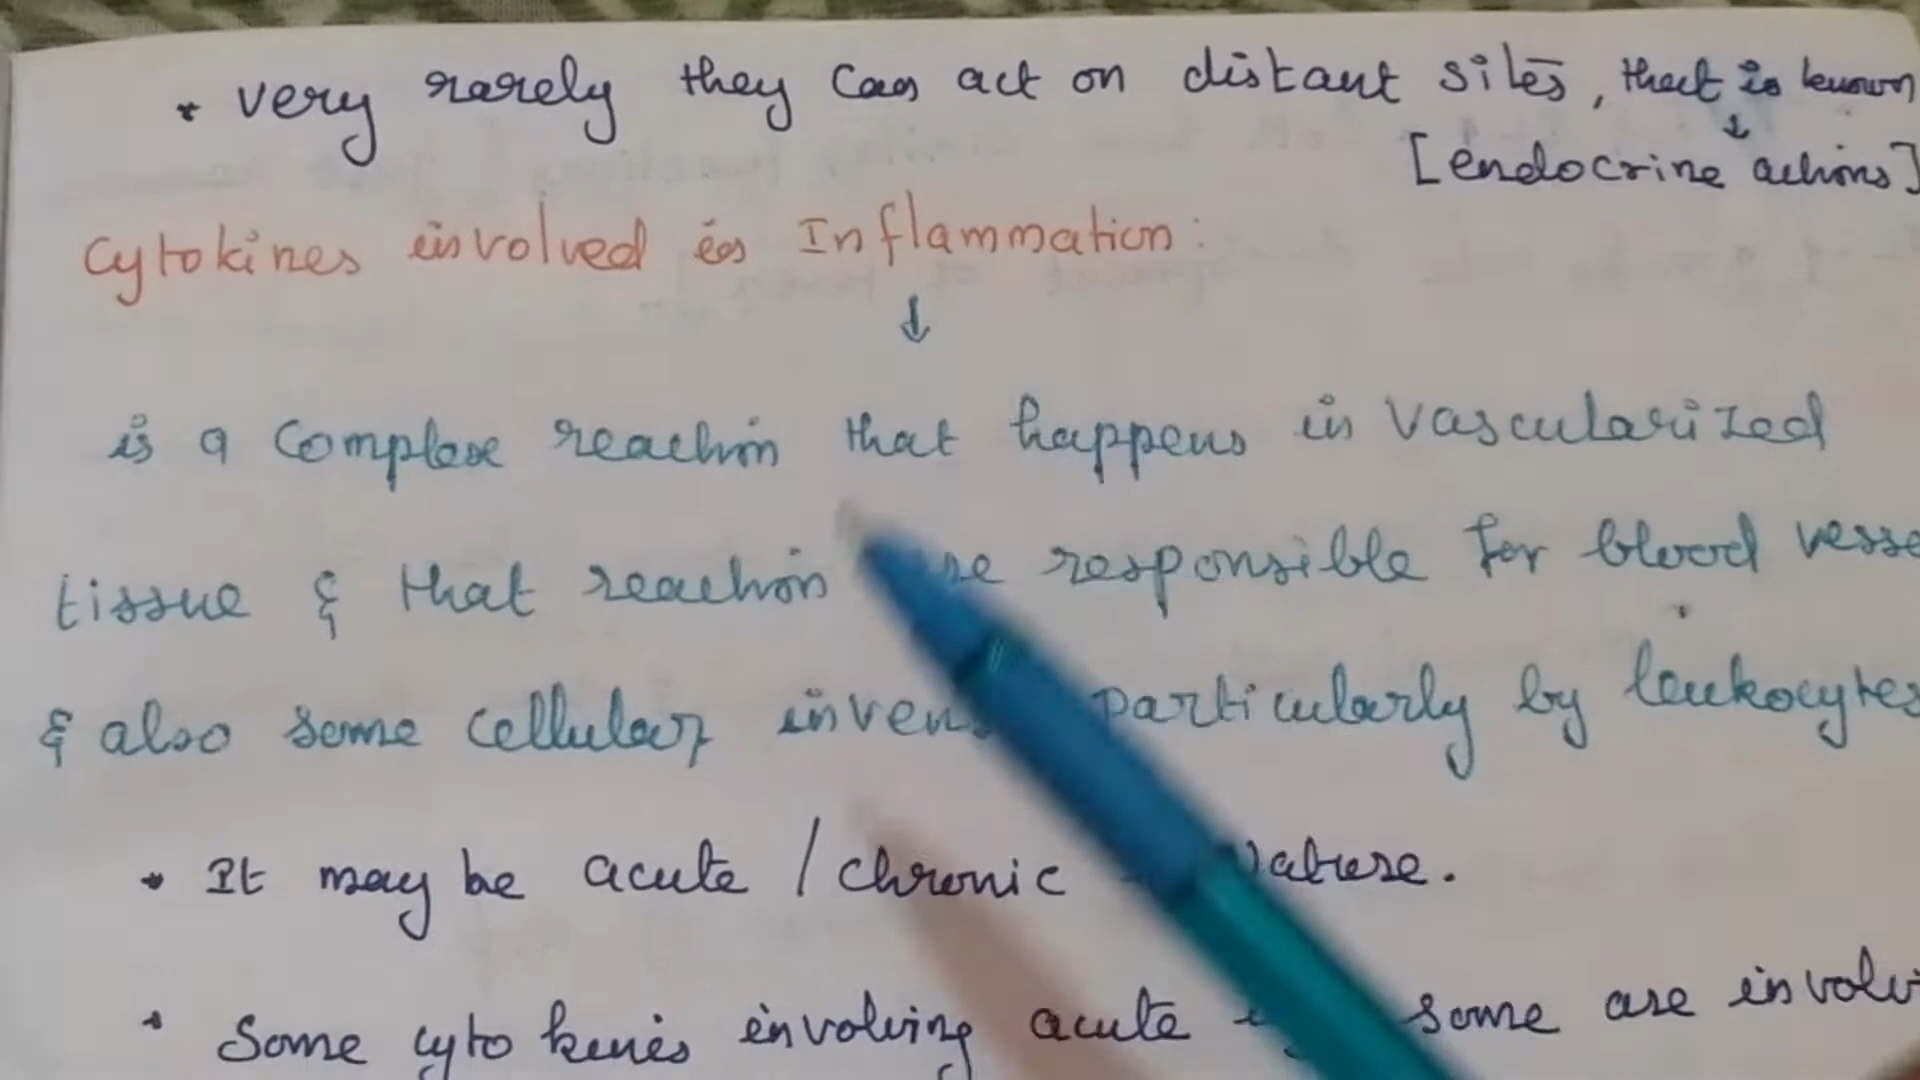 * very rarely they can act on distant sites, that is known
↓
[endocrine actions]
Cytokines involved in Inflammation:
↓
is a Complex reaction that happens in vascularized
tissue & that reaction responsible for blood vesse
& also some cellular particularly by leukocytes
* It may be acute / chronic
* Some cytokines involving acute some are involvi